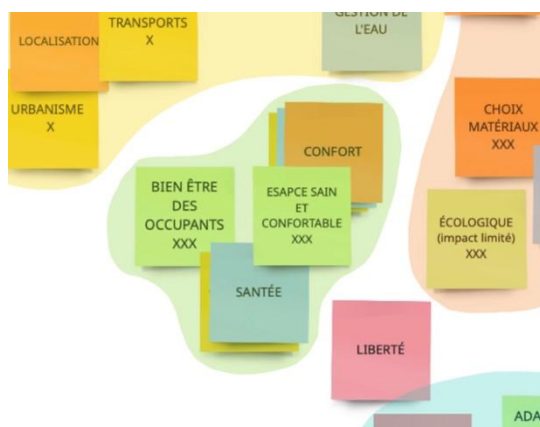 LOCALISATION
TRANSPORTS
X
GESTION DE
L'EAU
URBANISME
X
CHOIX
MATÉRIAUX
XXX
CONFORT
BIEN ÊTRE
DES
OCCUPANTS
XXX
ESAPCE SAIN
ET
CONFORTABLE
XXX
ÉCOLOGIQUE
(impact limité)
XXX
SANTÉE
LIBERTÉ
ADA